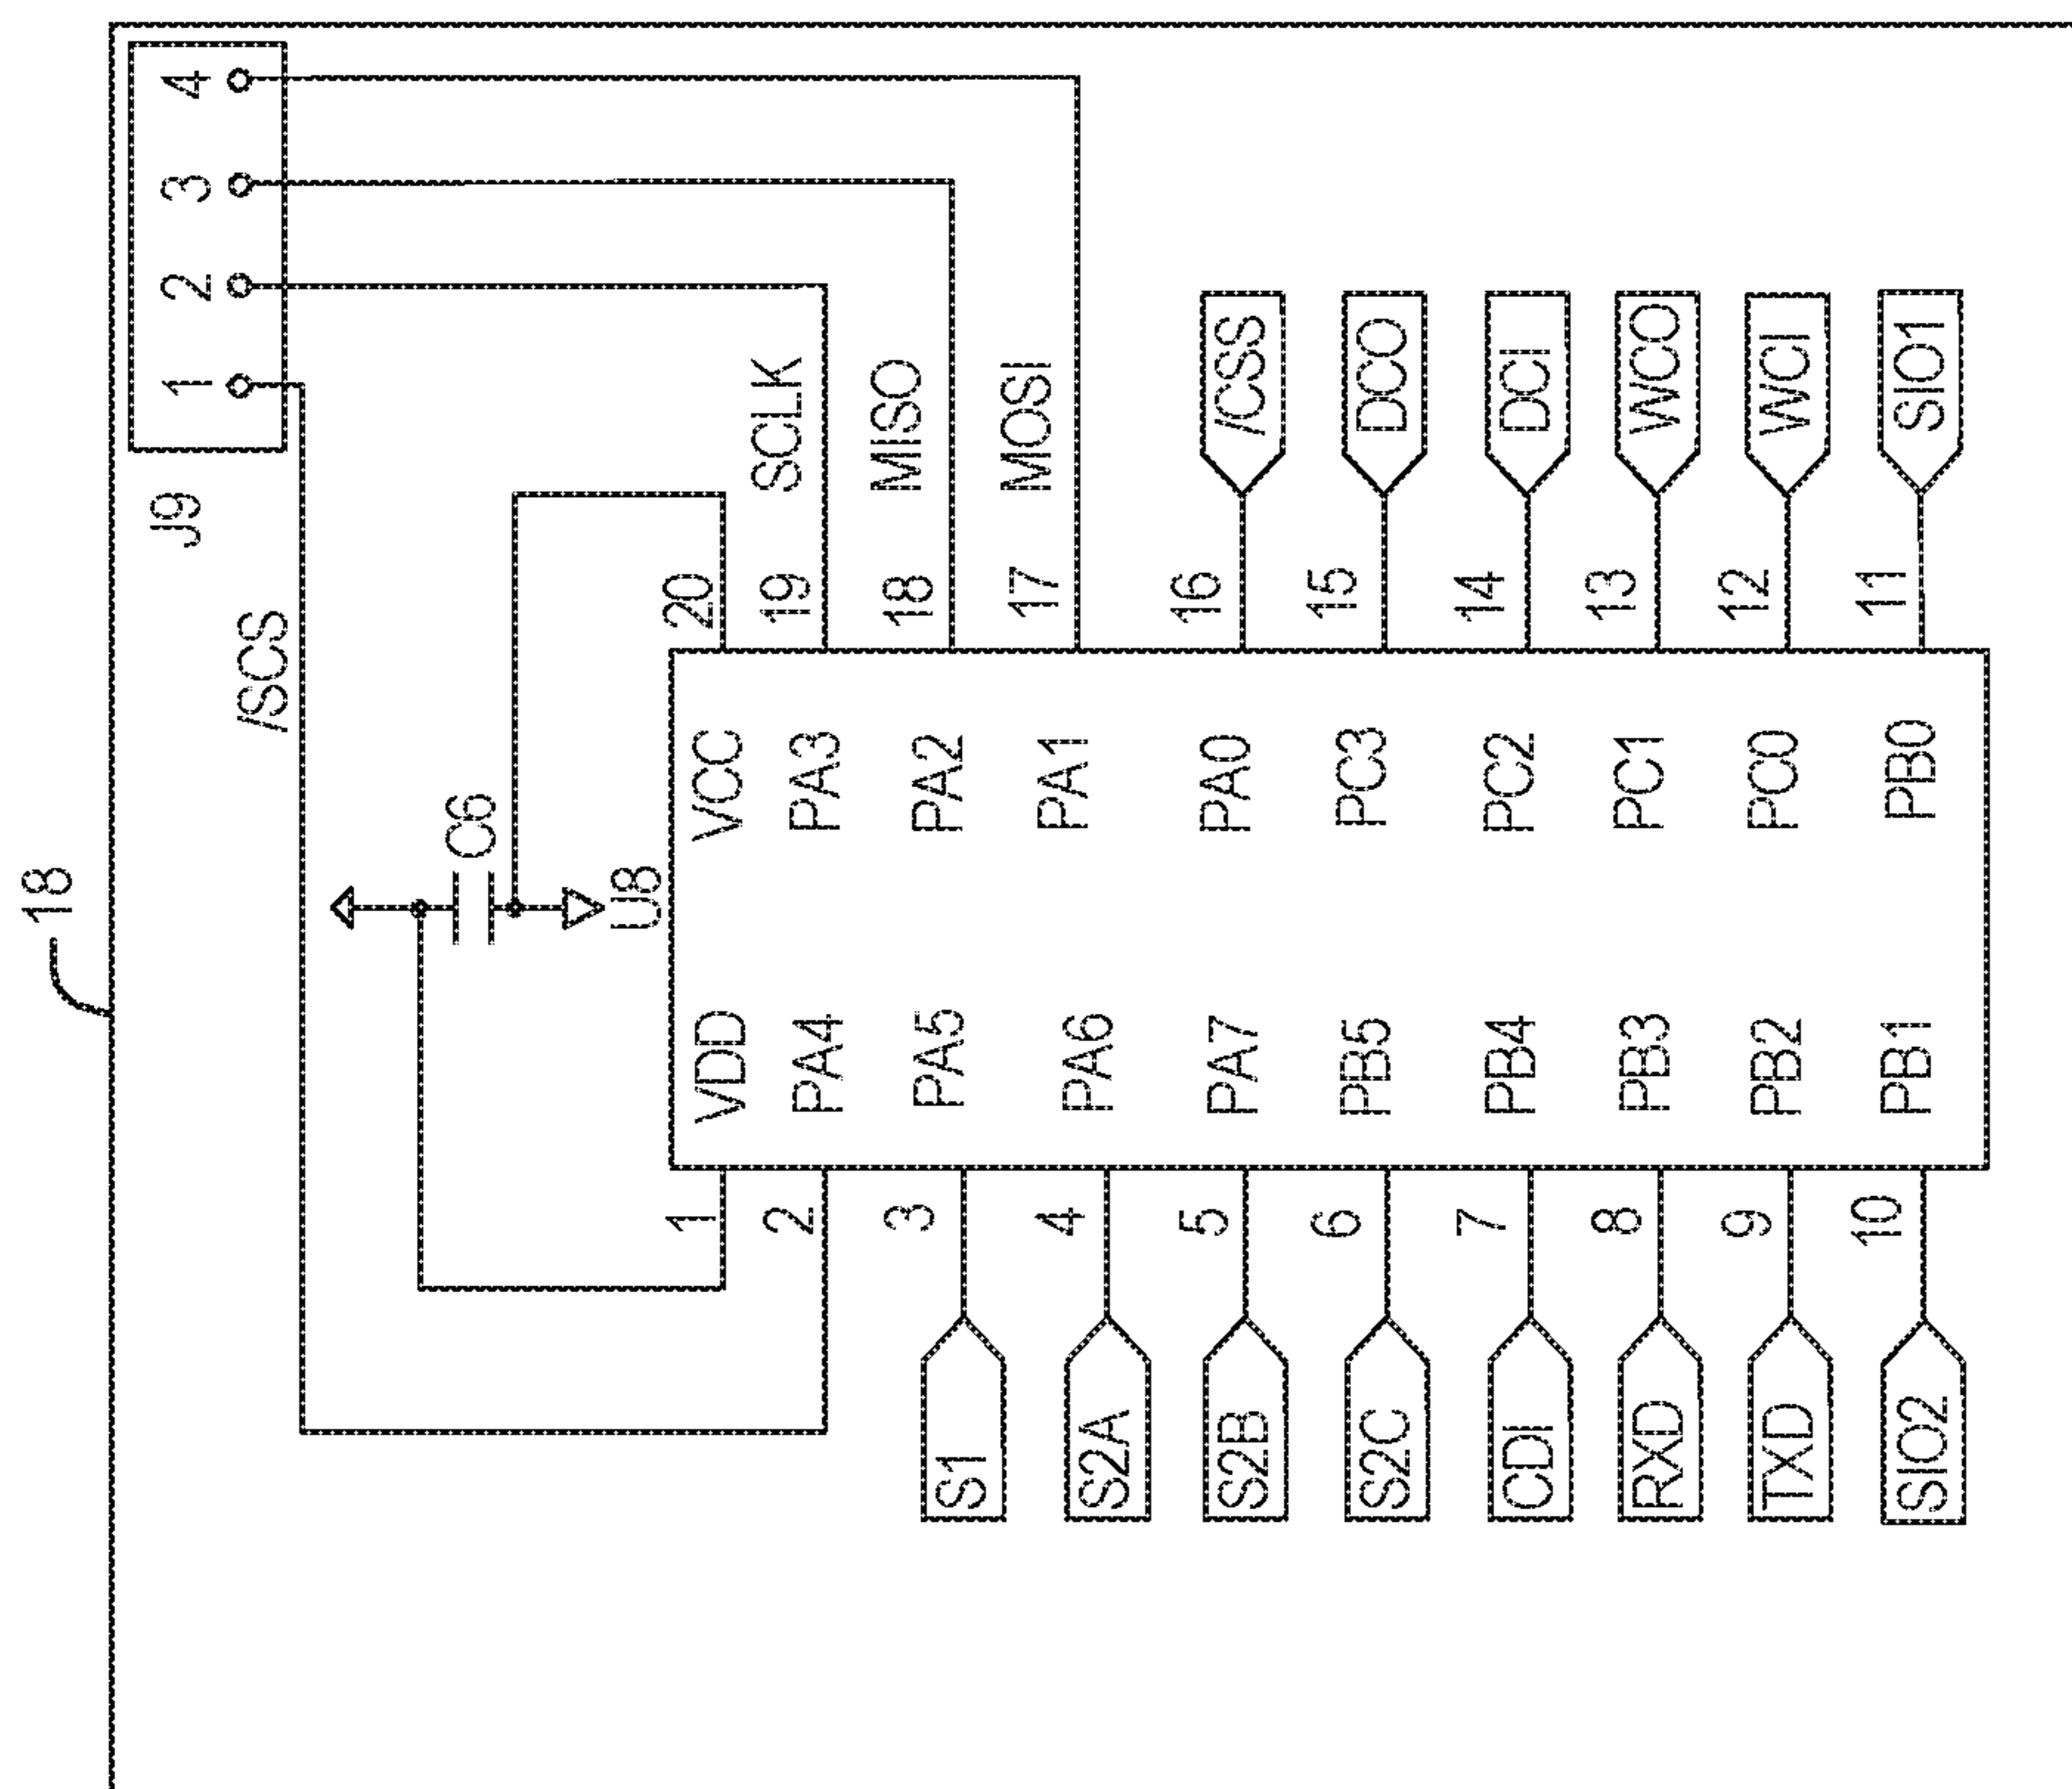 18
J9
1 2 3 4
/SCS
C6
U8
1 VDD VCC 20
SCLK
2 PA4 PA3 19
MISO
S1 3 PA5 PA2 18
MOSI
S2A 4 PA6 PA1 17
S2B 5 PA7 PA0 16 /CSS
S2C 6 PB5 PC3 15 DCO
CDI 7 PB4 PC2 14 DCI
RXD 8 PB3 PC1 13 WCO
TXD 9 PB2 PC0 12 WCI
SIO2 10 PB1 PB0 11 SIO1